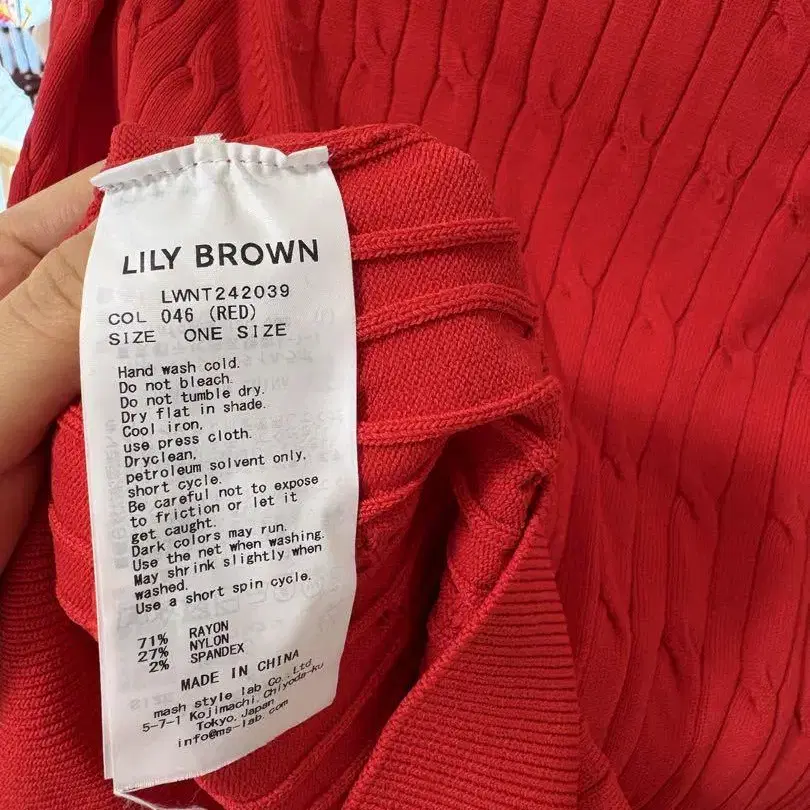 LILY BROWN
LWNT242039
COL 046 (RED)
SIZE ONE SIZE
Hand wash cold.
Do not bleach.
Do not tumble dry.
Dry flat in shade.
Cool iron,
use press cloth.
Dryclean,
petroleum solvent only,
short cycle.
Be careful not to expose
to friction or let it
get caught.
Dark colors may run.
Use the net when washing.
May shrink slightly when
washed.
Use a short spin cycle.
71% RAYON
27% NYLON
2% SPANDEX
MADE IN CHINA
mash style lab Co.,Ltd.
5-7-1 Kojimachi, Chiyoda-ku
Tokyo, Japan
info@ms-lab.com